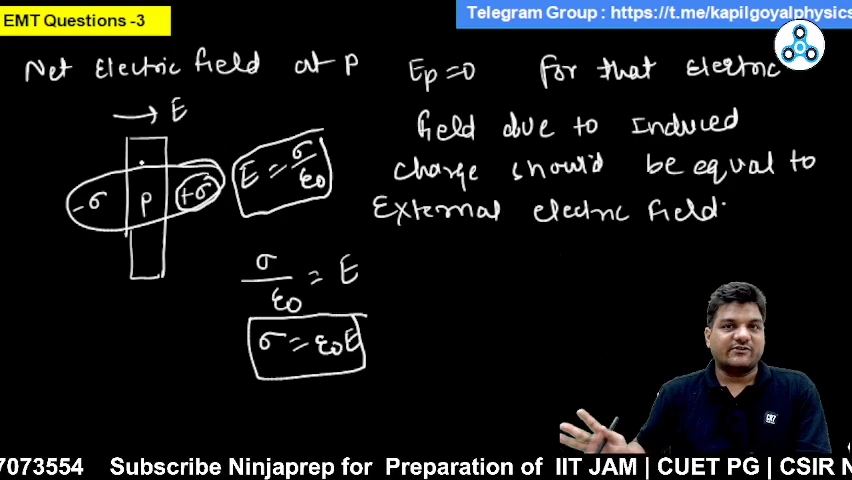 EMT Questions -3
Telegram Group : https://t.me/kapilgoyalphysics
Net Electric field at P
Ep=0 for that Electric
field due to Induced
charge should be equal to
External electric field.
→ E
-σ P +σ
E = σ/ε0
σ/ε0 = E
σ = ε0E
7073554 Subscribe Ninjaprep for Preparation of IIT JAM | CUET PG | CSIR N